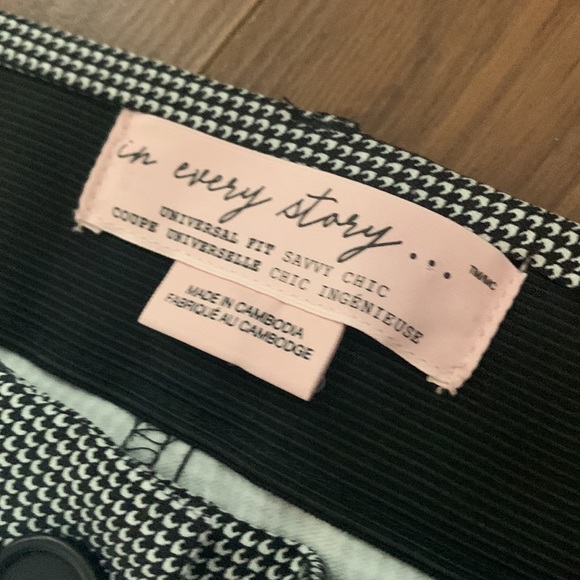 in every story...
TM/MC
UNIVERSAL FIT SAVVY CHIC
COUPE UNIVERSELLE CHIC INGÉNIEUSE
MADE IN CAMBODIA
FABRIQUÉ AU CAMBODGE